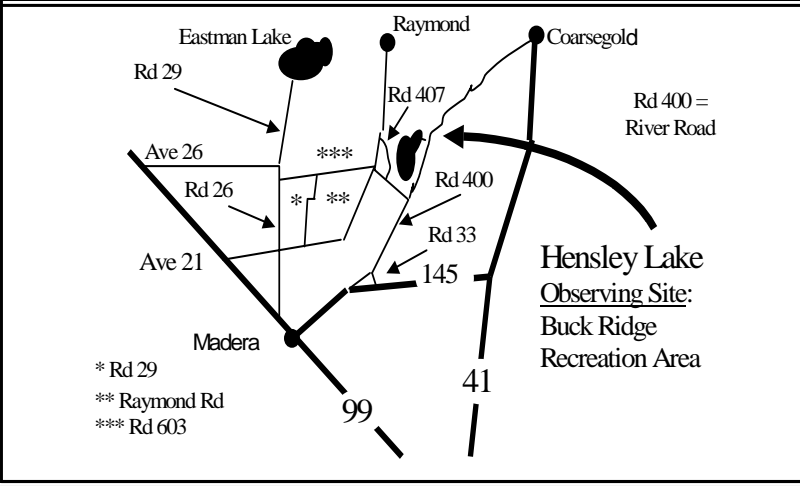 Raymond
Eastman Lake
Coarsegold
Rd 29
Rd 407
Rd 400 =
River Road
Ave 26
***
Rd 26
*
**
Rd 400
Rd 33
Ave 21
145
Hensley Lake
Observing Site:
Buck Ridge
Recreation Area
Madera
* Rd 29
** Raymond Rd
*** Rd 603
99
41